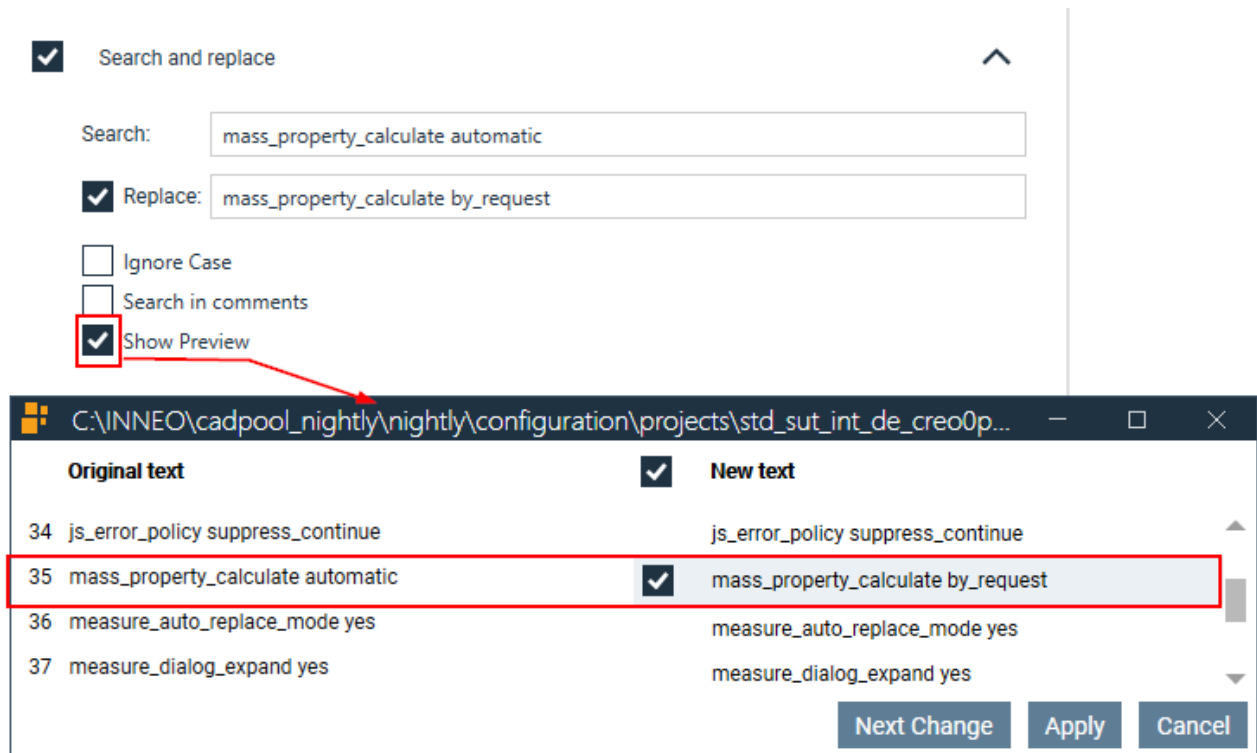 Search and replace
Search: mass_property_calculate automatic
Replace: mass_property_calculate by_request
Ignore Case
Search in comments
Show Preview
C:\INNEO\cadpool_nightly\nightly\configuration\projects\std_sut_int_de_creo0p...
Original text New text
34 js_error_policy suppress_continue js_error_policy suppress_continue
35 mass_property_calculate automatic mass_property_calculate by_request
36 measure_auto_replace_mode yes measure_auto_replace_mode yes
37 measure_dialog_expand yes measure_dialog_expand yes
Next Change Apply Cancel